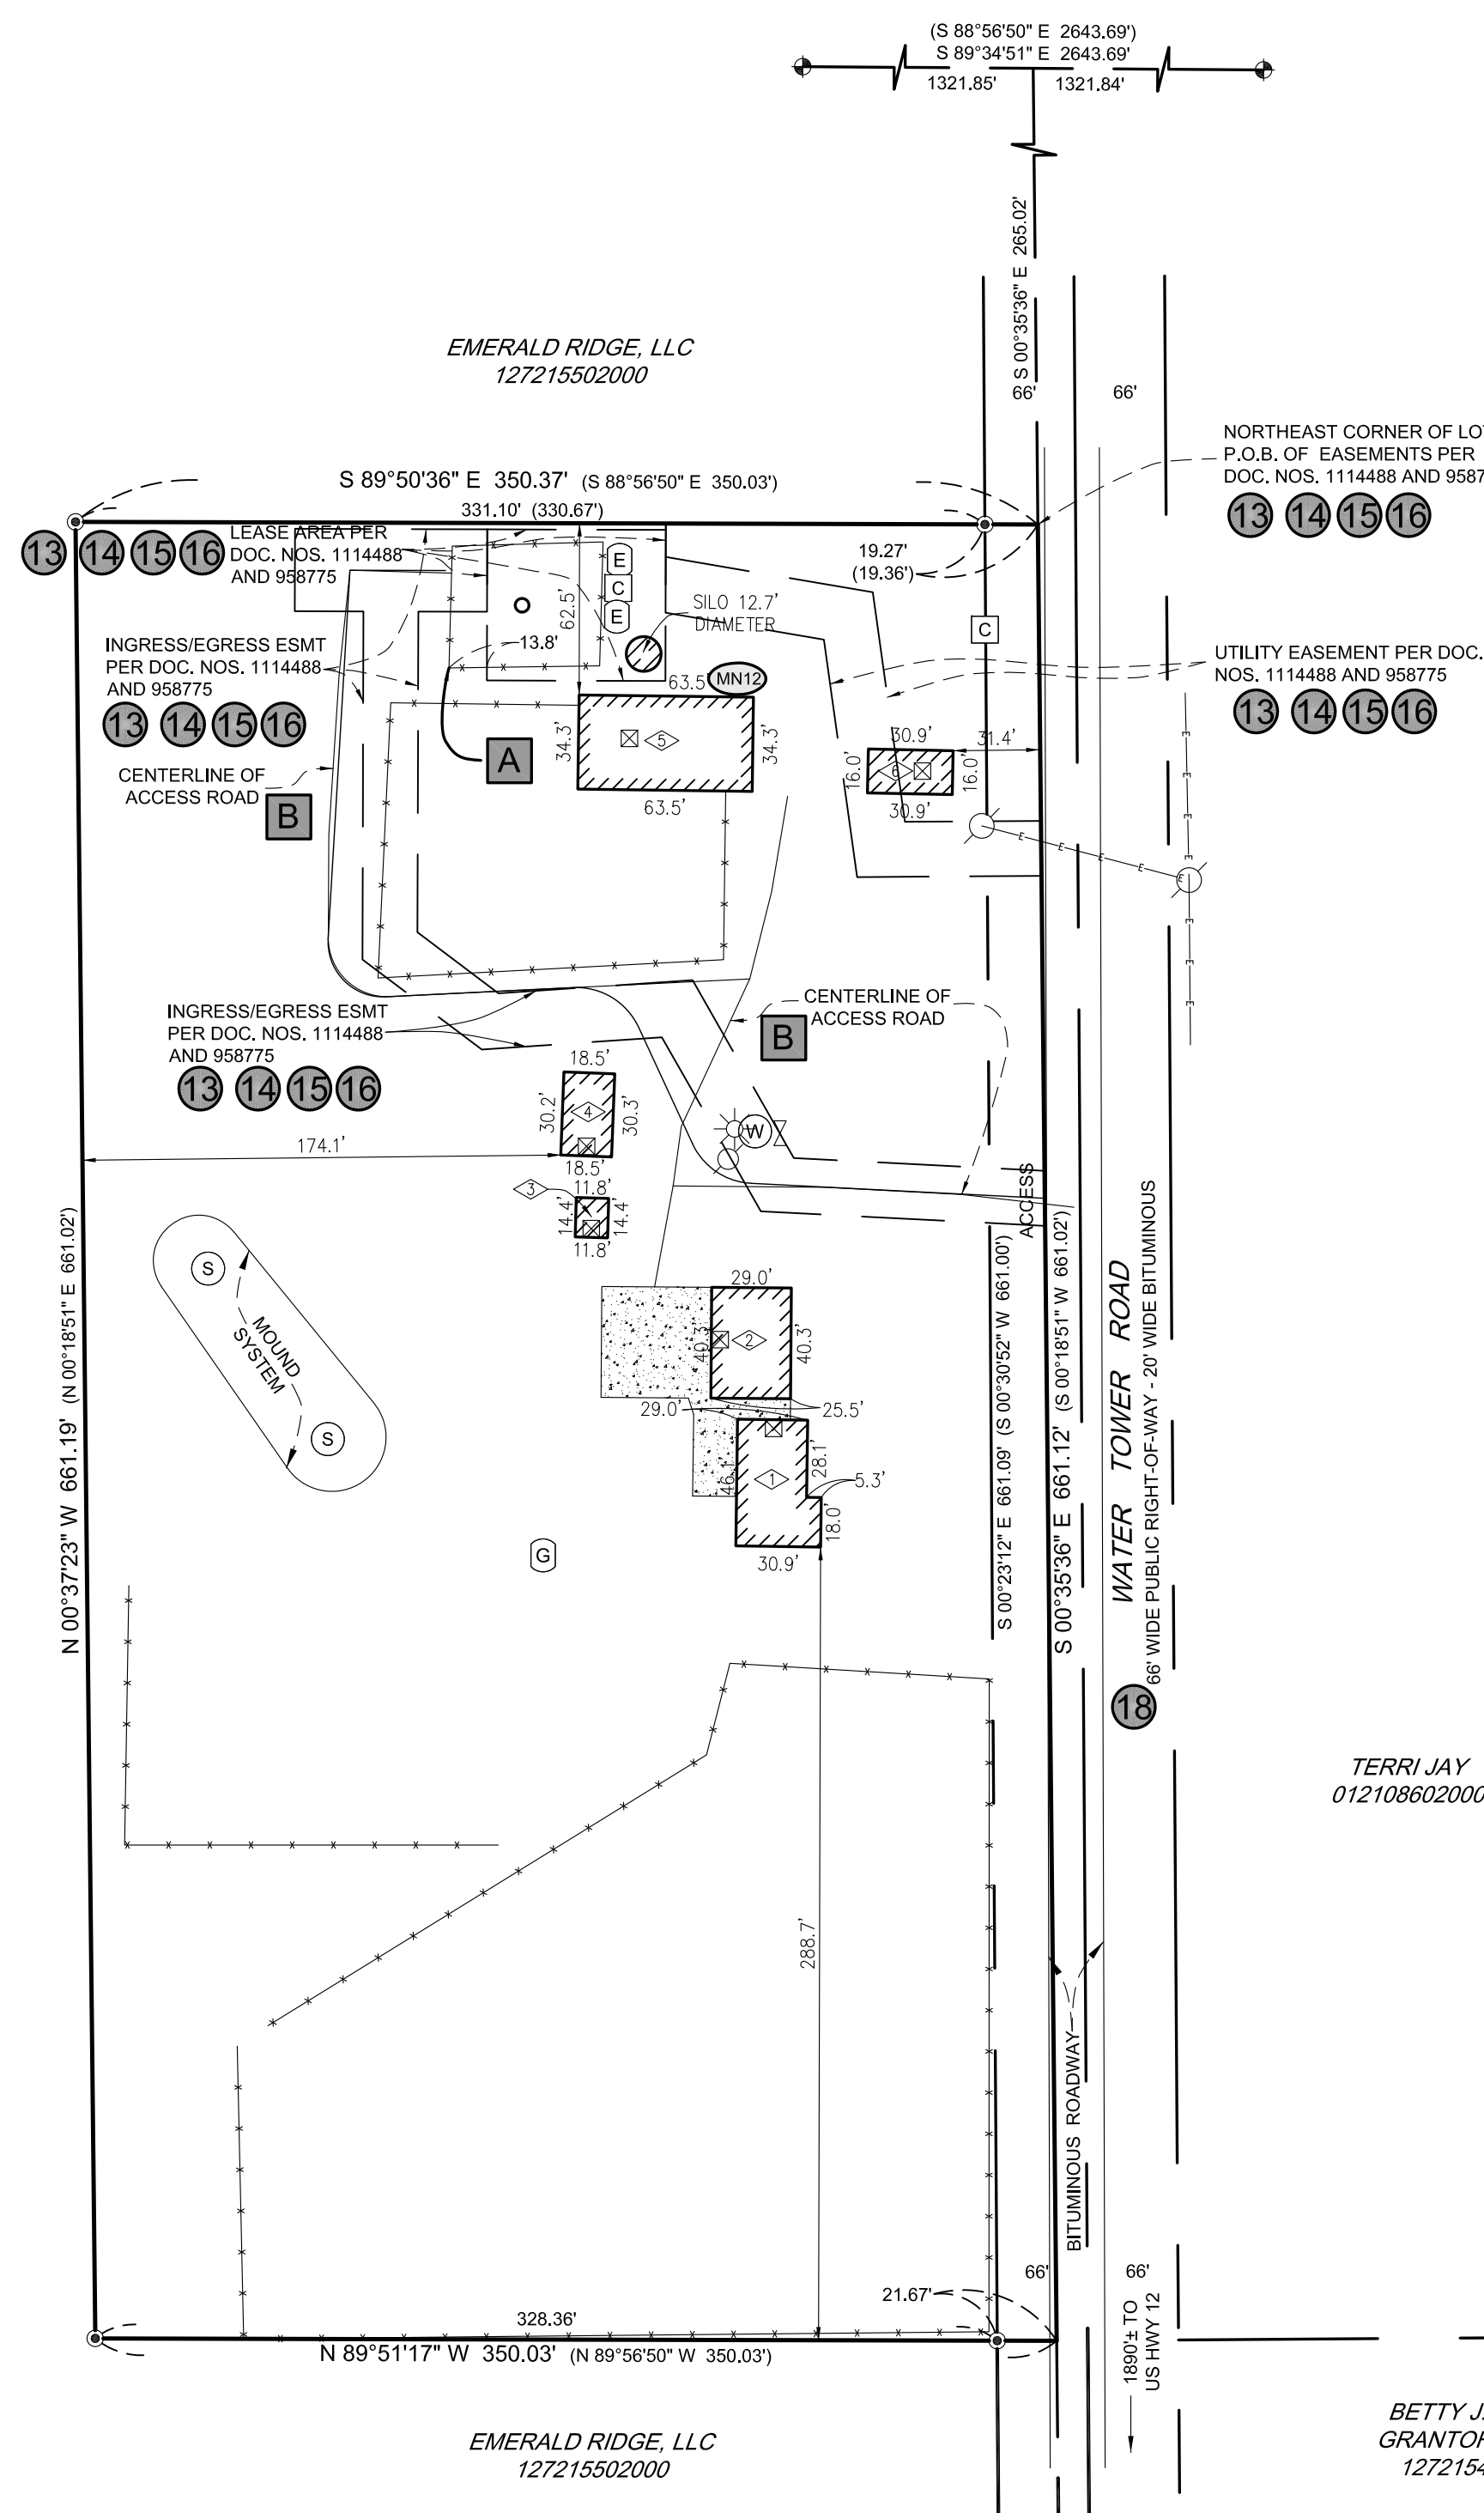 (S 88°56'50" E 2643.69')
S 89°34'51" E 2643.69'
1321.85' 1321.84'
S 00°35'36" E 265.02'
66' 66'
EMERALD RIDGE, LLC
127215502000
NORTHEAST CORNER OF
P.O.B. OF EASEMENTS PER
DOC. NOS. 1114488 AND
13 14 15 16
S 89°50'36" E 350.37' (S 88°56'50" E 350.03')
331.10' (330.67')
13 14 15 16
LEASE AREA PER
DOC. NOS. 1114488
AND 958775
19.27'
(19.36')
E
C
E
62.5'
SILO 12.7'
DIAMETER
13.8'
C
INGRESS/EGRESS ESMT
PER DOC. NOS. 1114488
AND 958775
13 14 15 16
UTILITY EASEMENT PER DOC.
NOS. 1114488 AND 958775
13 14 15 16
63.5' MN12
34.3' 5 34.3'
63.5'
A
30.9' 31.4'
16.0' 6 16.0'
30.9'
CENTERLINE OF
ACCESS ROAD
B
E E E E E
E E E E E E
CENTERLINE OF
ACCESS ROAD
B
INGRESS/EGRESS ESMT
PER DOC. NOS. 1114488
AND 958775
13 14 15 16
18.5'
30.2' 4 30.3'
18.5'
174.1'
W
3
11.8'
14.4' 14.4'
11.8'
ACCESS
S
MOUND
SYSTEM
S
29.0'
40.3' 2 40.3'
29.0' 25.5'
46.1' 1 28.1'
5.3'
18.0'
30.9'
G
N 00°37'23" W 661.19' (N 00°18'51" E 661.02')
S 00°23'12" E 661.09' (S 00°30'52" W 661.00')
S 00°35'36" E 661.12' (S 00°18'51" W 661.02')
WATER TOWER ROAD
66' WIDE PUBLIC RIGHT-OF-WAY - 20' WIDE BITUMINOUS
18
TERRI JAY
012108602000
288.7'
BITUMINOUS ROADWAY
66' 66'
21.67'
328.36'
N 89°51'17" W 350.03' (N 89°56'50" W 350.03')
1890'± TO
US HWY 12
EMERALD RIDGE, LLC
127215502000
BETTY J.